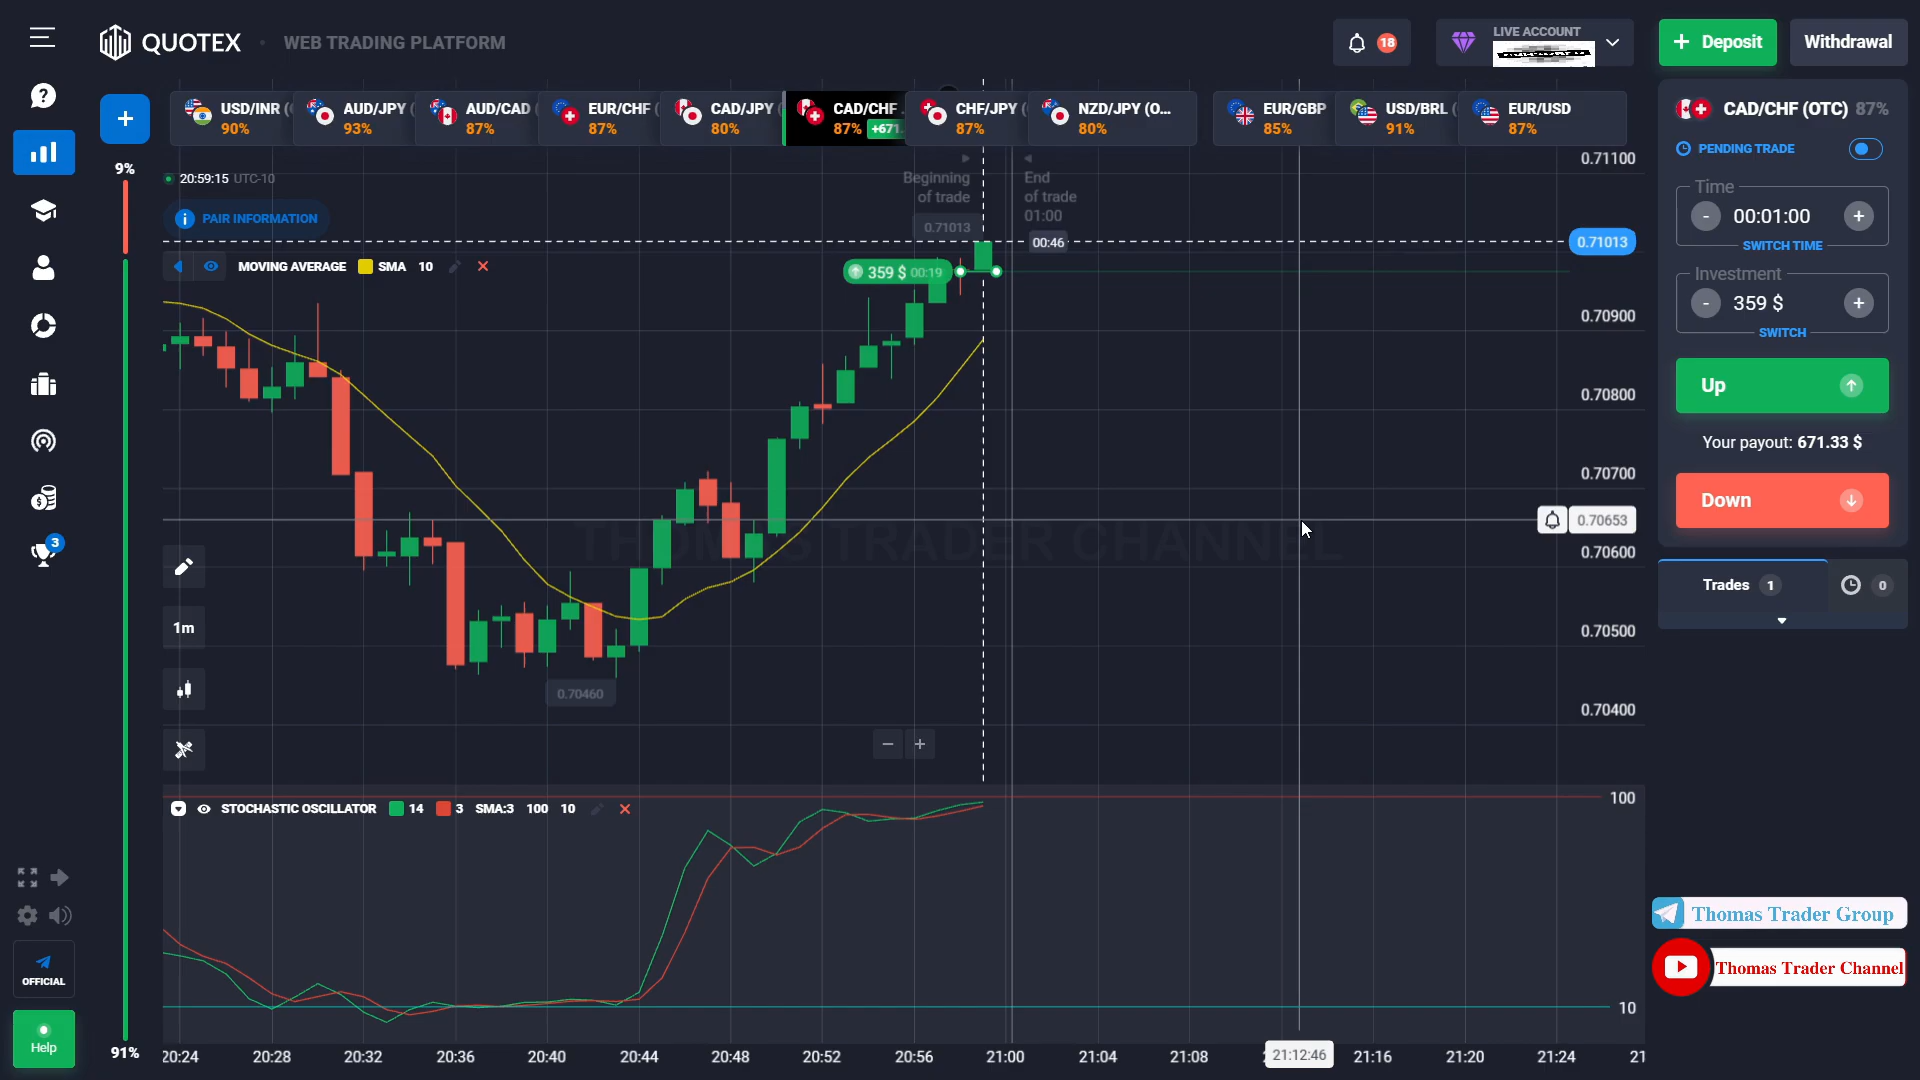 QUOTEX
WEB TRADING PLATFORM
18
LIVE ACCOUNT
+ Deposit
Withdrawal
+
USD/INR (
90%
AUD/JPY (
93%
AUD/CAD
87%
EUR/CHF (
87%
CAD/JPY (
80%
CAD/CHF ...
87% +671.
CHF/JPY (
87%
NZD/JPY (O...
80%
EUR/GBP
85%
USD/BRL (
91%
EUR/USD
87%
CAD/CHF (OTC) 87%
PENDING TRADE
Time
- 00:01:00 +
SWITCH TIME
Investment
- 359 $ +
SWITCH
Up
Your payout: 671.33 $
Down
Trades 1
0
9%
91%
20:59:15 UTC-10
PAIR INFORMATION
Beginning
of trade
0.71013
End
of trade
01:00
00:46
MOVING AVERAGE SMA 10
359 $ 00:19
0.71100
0.71013
0.70900
0.70800
0.70700
0.70653
0.70600
0.70500
0.70400
THOMAS TRADER CHANNEL
0.70460
1m
3
- +
STOCHASTIC OSCILLATOR 14 3 SMA:3 100 10
100
10
OFFICIAL
Help
Thomas Trader Group
Thomas Trader Channel
20:24 20:28 20:32 20:36 20:40 20:44 20:48 20:52 20:56 21:00 21:04 21:08 21:12:46 21:16 21:20 21:24 21